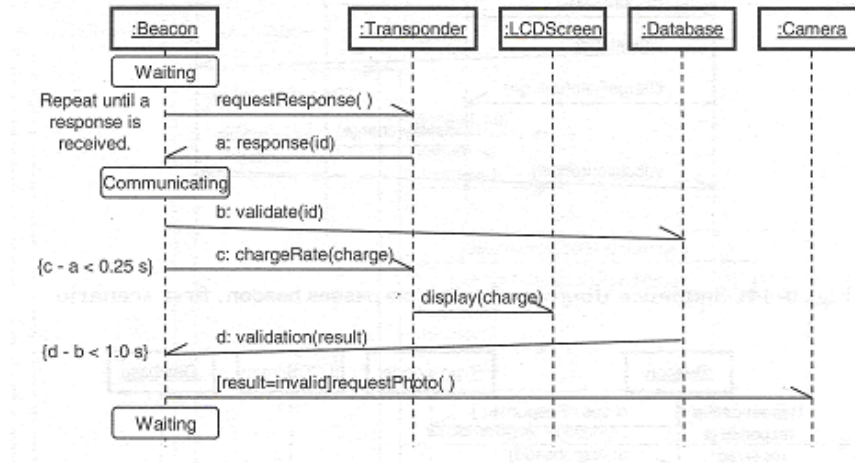 :Beacon :Transponder :LCDScreen :Database :Camera
Waiting
Repeat until a
response is
received.
requestResponse( )
a: response(id)
Communicating
b: validate(id)
{c - a < 0.25 s}
c: chargeRate(charge)
display(charge)
d: validation(result)
{d - b < 1.0 s}
[result=invalid]requestPhoto( )
Waiting